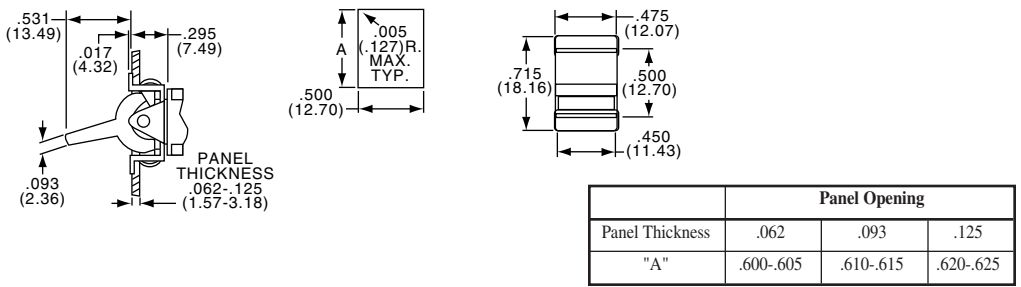 .531
(13.49)
.017
(4.32)
.295
(7.49)
.093
(2.36)
PANEL
THICKNESS
.062-.125
(1.57-3.18)
A
.005
(.127)R.
MAX.
TYP.
.500
(12.70)
.475
(12.07)
.715
(18.16)
.500
(12.70)
.450
(11.43)
Panel Opening
Panel Thickness .062 .093 .125
"A" .600-.605 .610-.615 .620-.625